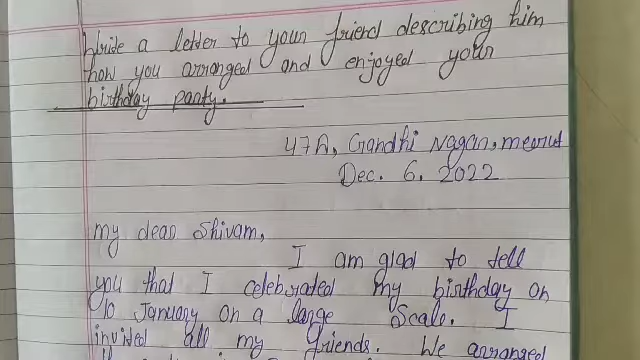 Write a letter to your friend describing him
how you arranged and enjoyed your
birthday party.
47A, Gandhi Nagar, meerut
Dec. 6. 2022
My dear Shivam,
I am glad to tell
you that I celebrated my birthday on
10 January on a large Scale. I
invited all my friends. We arranged